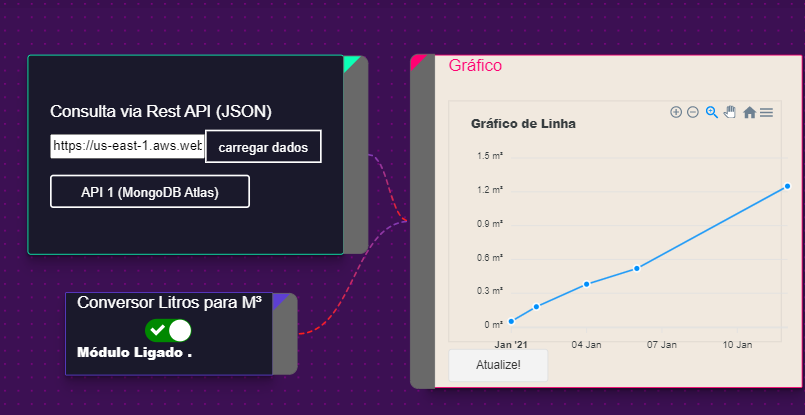 Consulta via Rest API (JSON)
https://us-east-1.aws.web
carregar dados
API 1 (MongoDB Atlas)
Conversor Litros para M³
Módulo Ligado .
Gráfico
Gráfico de Linha
1.5 m³
1.2 m³
0.9 m³
0.6 m³
0.3 m³
0 m³
Jan '21
04 Jan
07 Jan
10 Jan
Atualize!